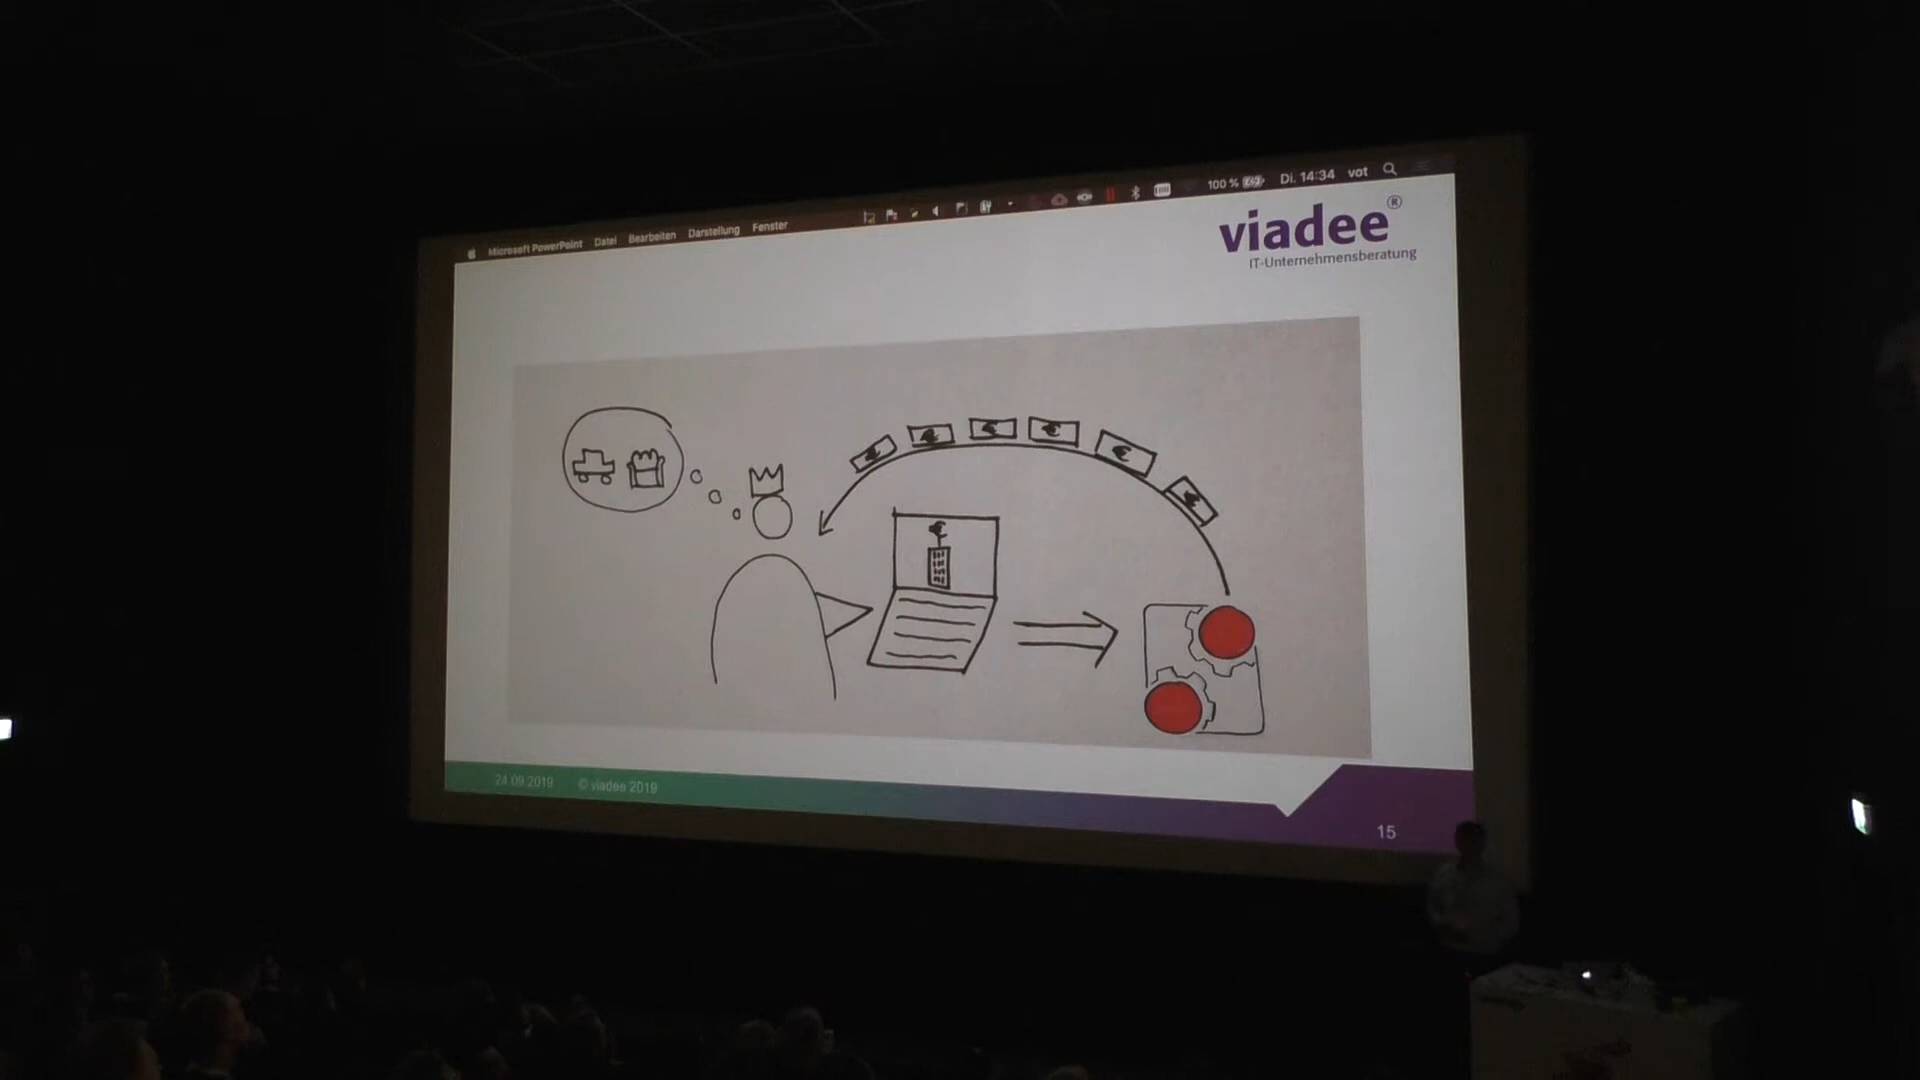 Microsoft PowerPoint Datei Bearbeiten Darstellung Fenster 100 % Di. 14:34 vot
viadee®
IT-Unternehmensberatung
€ € € € € €
€
24.09.2019 © viadee 2019
15